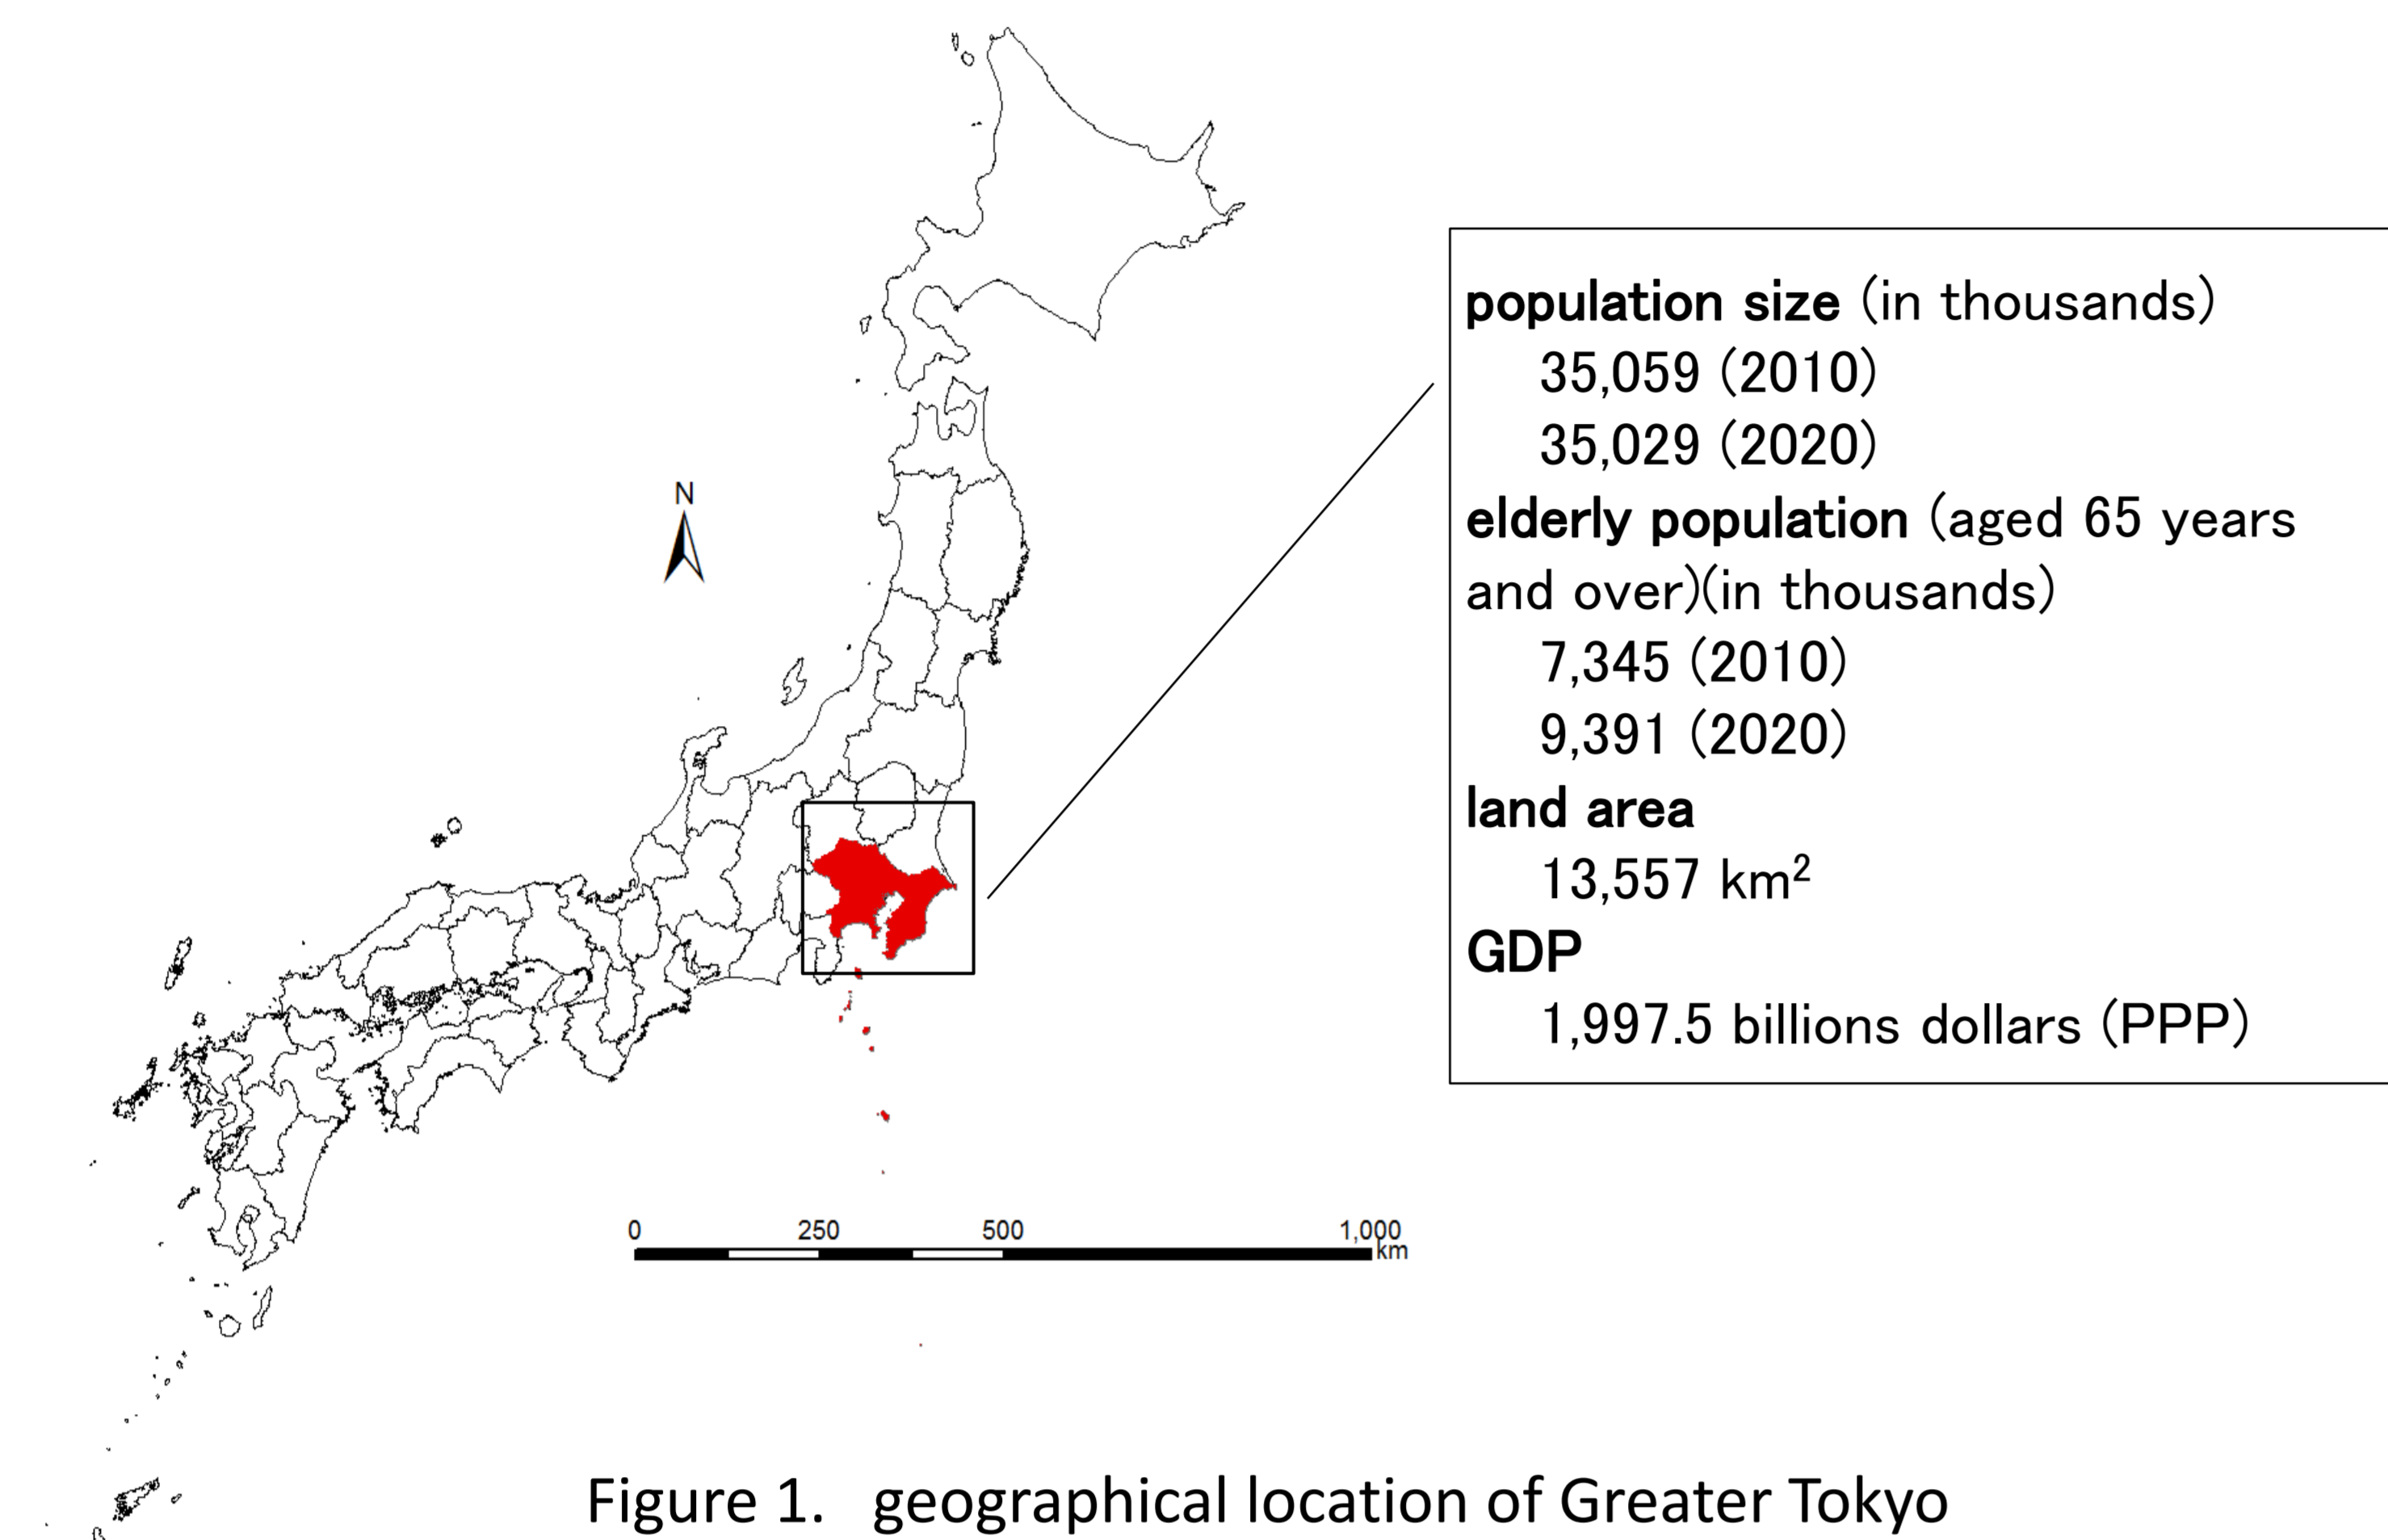 N
population size (in thousands)
35,059 (2010)
35,029 (2020)
elderly population (aged 65 years
and over)(in thousands)
7,345 (2010)
9,391 (2020)
land area
13,557 km²
GDP
1,997.5 billions dollars (PPP)
0 250 500 1,000
km
Figure 1. geographical location of Greater Tokyo